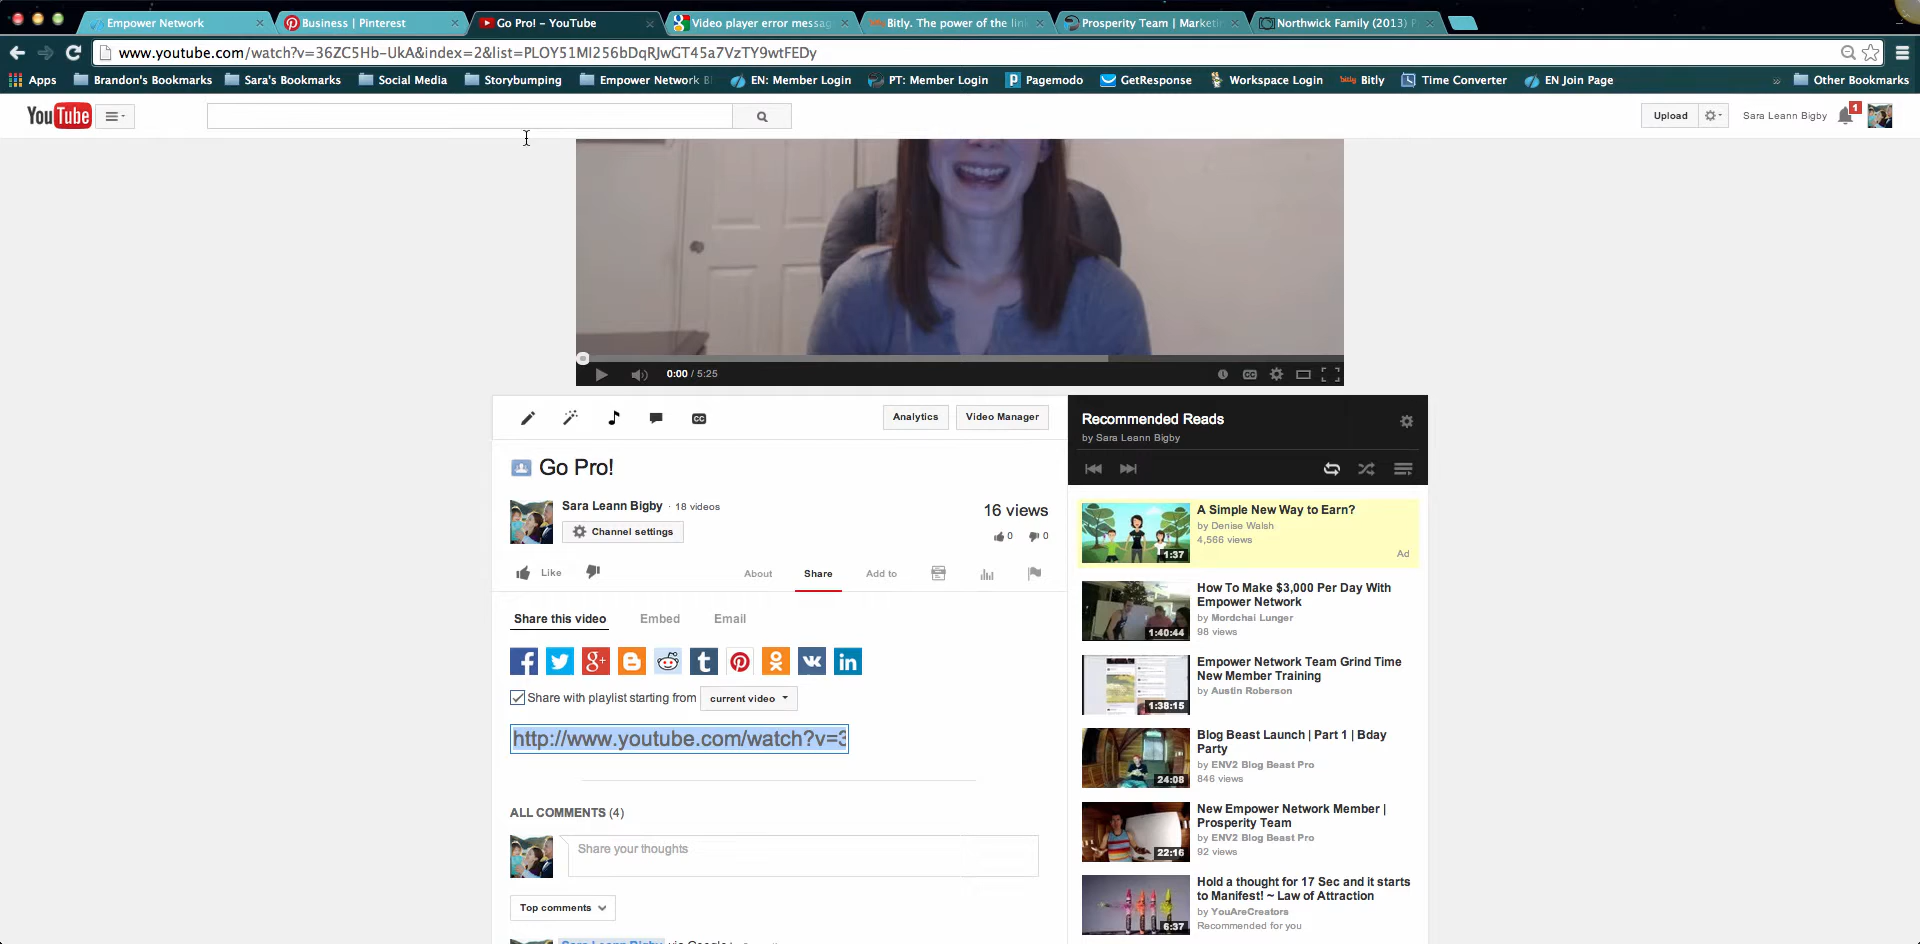 Empower Network
Business | Pinterest
Go Pro! – YouTube
Video player error messag
Bitly. The power of the lin
Prosperity Team | Market
Northwick Family (2013) P
www.youtube.com/watch?v=36ZC5Hb-UkA&index=2&list=PLOY51MI256bDqRJwGT45a7VzTY9wtFEDy
Apps
Brandon's Bookmarks
Sara's Bookmarks
Social Media
Storybumping
Empower Network B
EN: Member Login
PT: Member Login
Pagemodo
GetResponse
Workspace Login
bitly Bitly
Time Converter
EN Join Page
»
Other Bookmarks
YouTube
Upload
Sara Leann Bigby
1
0:00 / 5:25
CC
CC
Analytics
Video Manager
Go Pro!
Sara Leann Bigby · 18 videos
Channel settings
16 views
0 0
Like
About
Share
Add to
Share this video
Embed
Email
Share with playlist starting from current video
http://www.youtube.com/watch?v=3
ALL COMMENTS (4)
Share your thoughts
Top comments
Recommended Reads
by Sara Leann Bigby
A Simple New Way to Earn?
by Denise Walsh
4,566 views
Ad
1:37
How To Make $3,000 Per Day With
Empower Network
by Mordchai Lunger
98 views
1:40:44
Empower Network Team Grind Time
New Member Training
by Austin Roberson
1:38:15
Blog Beast Launch | Part 1 | Bday
Party
by ENV2 Blog Beast Pro
846 views
24:08
New Empower Network Member |
Prosperity Team
by ENV2 Blog Beast Pro
92 views
22:16
Hold a thought for 17 Sec and it starts
to Manifest! ~ Law of Attraction
by YouAreCreators
Recommended for you
6:37